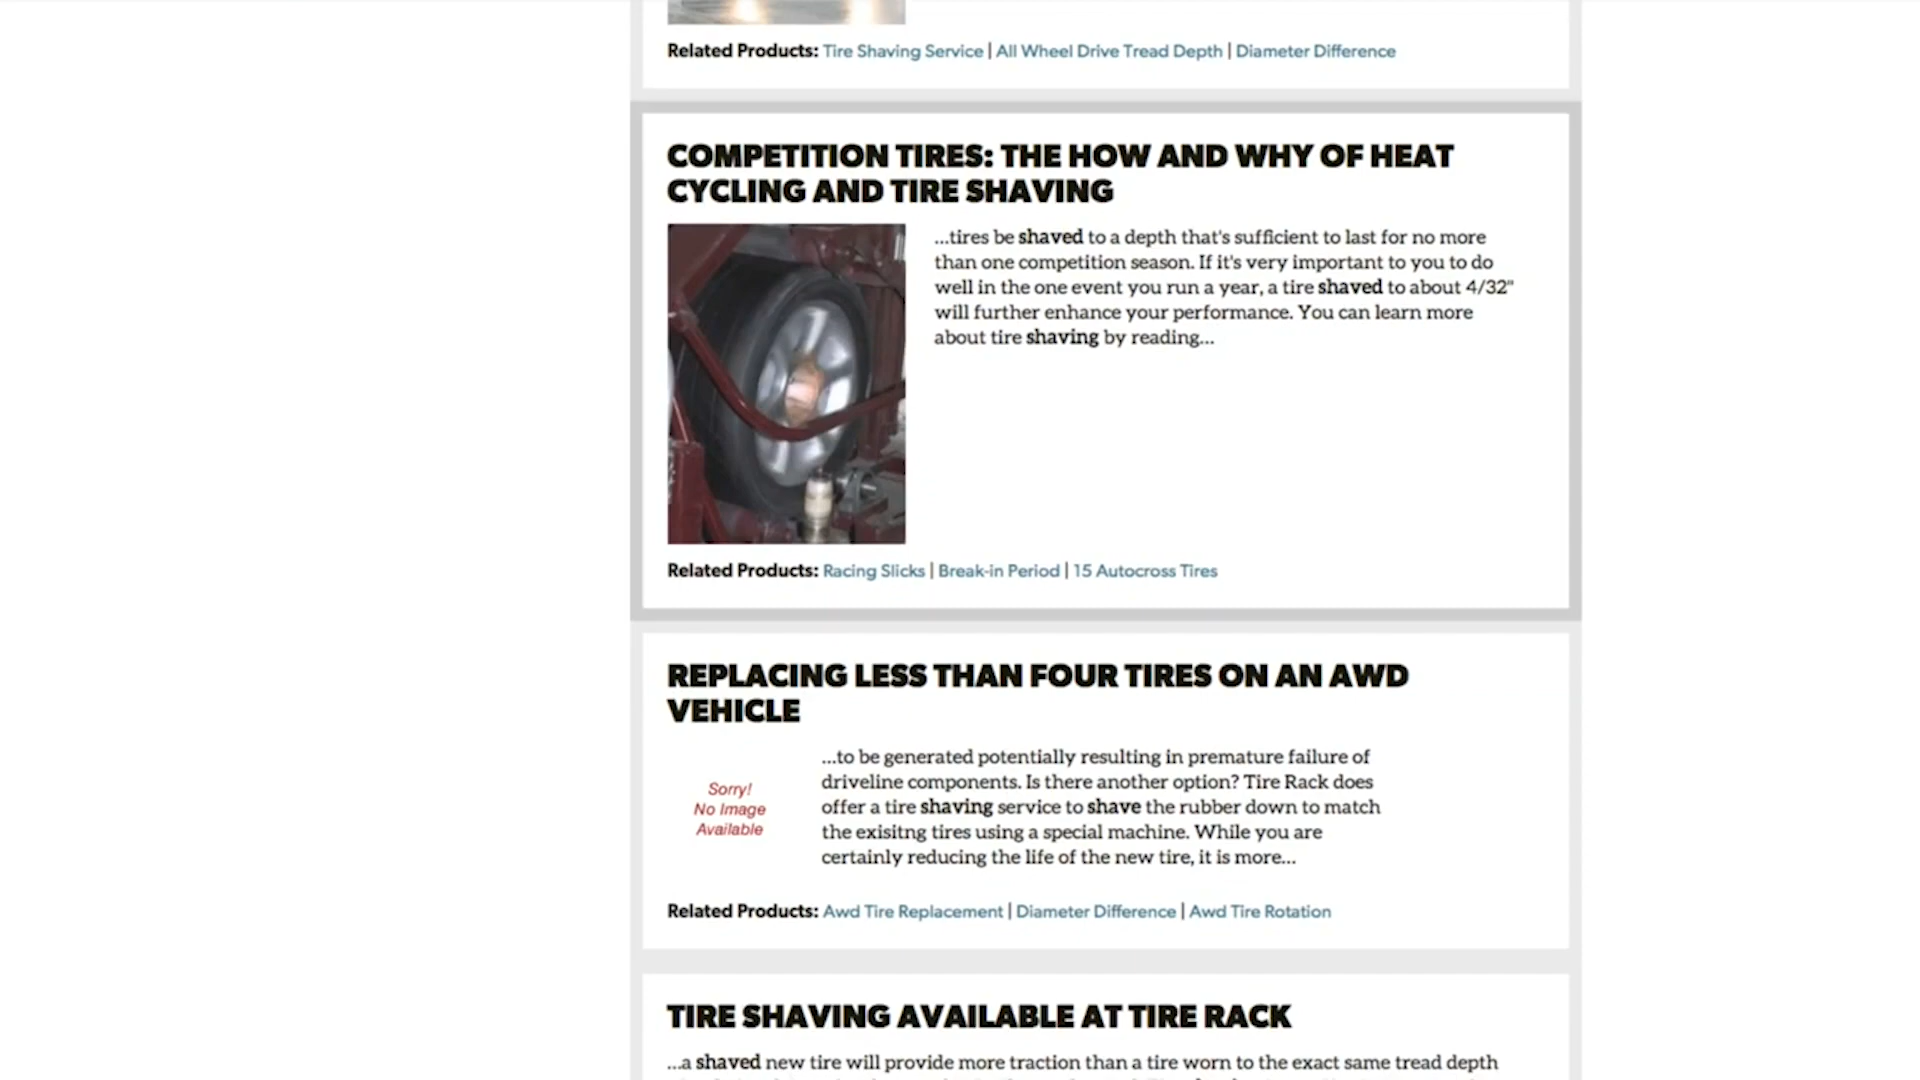 Related Products: Tire Shaving Service | All Wheel Drive Tread Depth | Diameter Difference
COMPETITION TIRES: THE HOW AND WHY OF HEAT
CYCLING AND TIRE SHAVING
...tires be shaved to a depth that's sufficient to last for no more
than one competition season. If it's very important to you to do
well in the one event you run a year, a tire shaved to about 4/32"
will further enhance your performance. You can learn more
about tire shaving by reading...
Related Products: Racing Slicks | Break-in Period | 15 Autocross Tires
REPLACING LESS THAN FOUR TIRES ON AN AWD
VEHICLE
Sorry!
No Image
Available
...to be generated potentially resulting in premature failure of
driveline components. Is there another option? Tire Rack does
offer a tire shaving service to shave the rubber down to match
the exisitng tires using a special machine. While you are
certainly reducing the life of the new tire, it is more...
Related Products: Awd Tire Replacement | Diameter Difference | Awd Tire Rotation
TIRE SHAVING AVAILABLE AT TIRE RACK
...a shaved new tire will provide more traction than a tire worn to the exact same tread depth